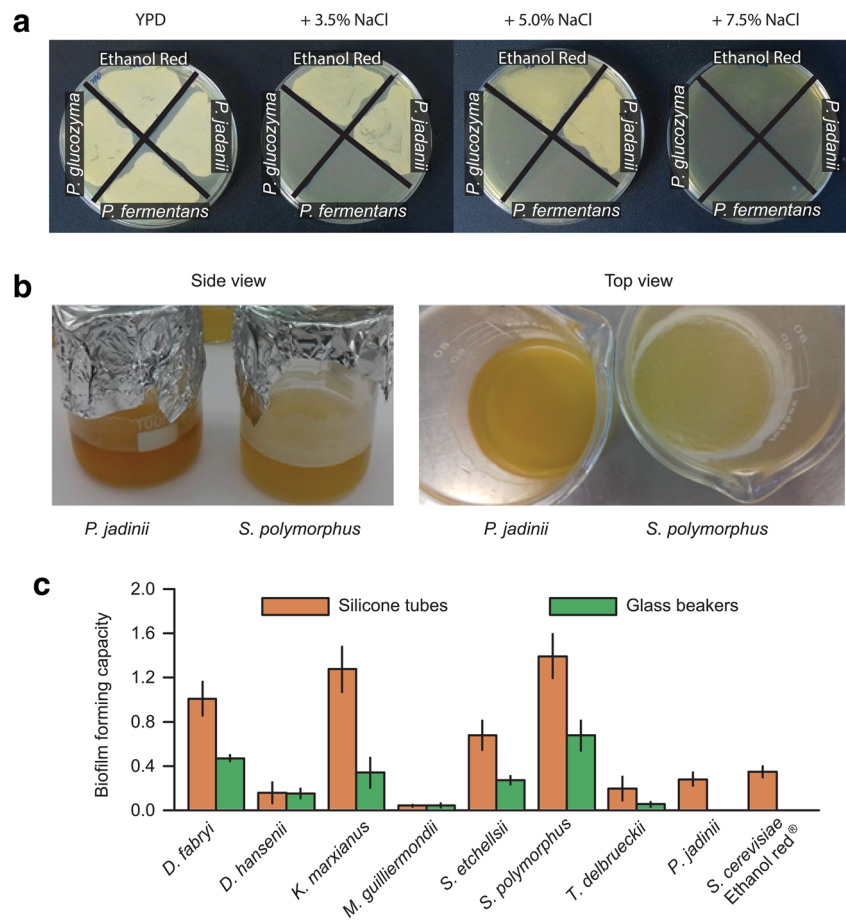 a
YPD
+ 3.5% NaCl
+ 5.0% NaCl
+ 7.5% NaCl
Ethanol Red
P. glucozyma
P. jadanii
P. fermentans
Ethanol Red
P. glucozyma
P. jadanii
P. fermentans
Ethanol Red
P. glucozyma
P. jadanii
P. fermentans
Ethanol Red
P. glucozyma
P. jadanii
P. fermentans
b
Side view
Top view
P. jadinii
S. polymorphus
P. jadinii
S. polymorphus
c
Biofilm forming capacity
2.0
1.6
1.2
0.8
0.4
0.0
Silicone tubes
Glass beakers
D. fabryi
D. hansenii
K. marxianus
M. guilliermondii
S. etchellsii
S. polymorphus
T. delbrueckii
P. jadinii
S. cerevisiae
Ethanol red®